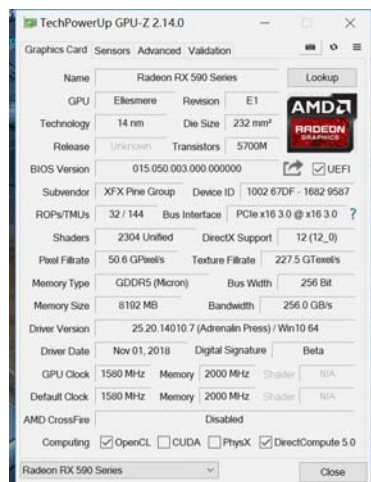 TechPowerUp GPU-Z 2.14.0
Graphics Card Sensors Advanced Validation
Name Radeon RX 590 Series Lookup
GPU Ellesmere Revision E1
AMD
RADEON
GRAPHICS
Technology 14 nm Die Size 232 mm²
Release Unknown Transistors 5700M
BIOS Version 015.050.003.000.000000 UEFI
Subvendor XFX Pine Group Device ID 1002 67DF - 1682 9587
ROPs/TMUs 32 / 144 Bus Interface PCIe x16 3.0 @ x16 3.0 ?
Shaders 2304 Unified DirectX Support 12 (12_0)
Pixel Fillrate 50.6 GPixel/s Texture Fillrate 227.5 GTexel/s
Memory Type GDDR5 (Micron) Bus Width 256 Bit
Memory Size 8192 MB Bandwidth 256.0 GB/s
Driver Version 25.20.14010.7 (Adrenalin Press) / Win10 64
Driver Date Nov 01, 2018 Digital Signature Beta
GPU Clock 1580 MHz Memory 2000 MHz Shader N/A
Default Clock 1580 MHz Memory 2000 MHz Shader N/A
AMD CrossFire Disabled
Computing OpenCL CUDA PhysX DirectCompute 5.0
Radeon RX 590 Series Close